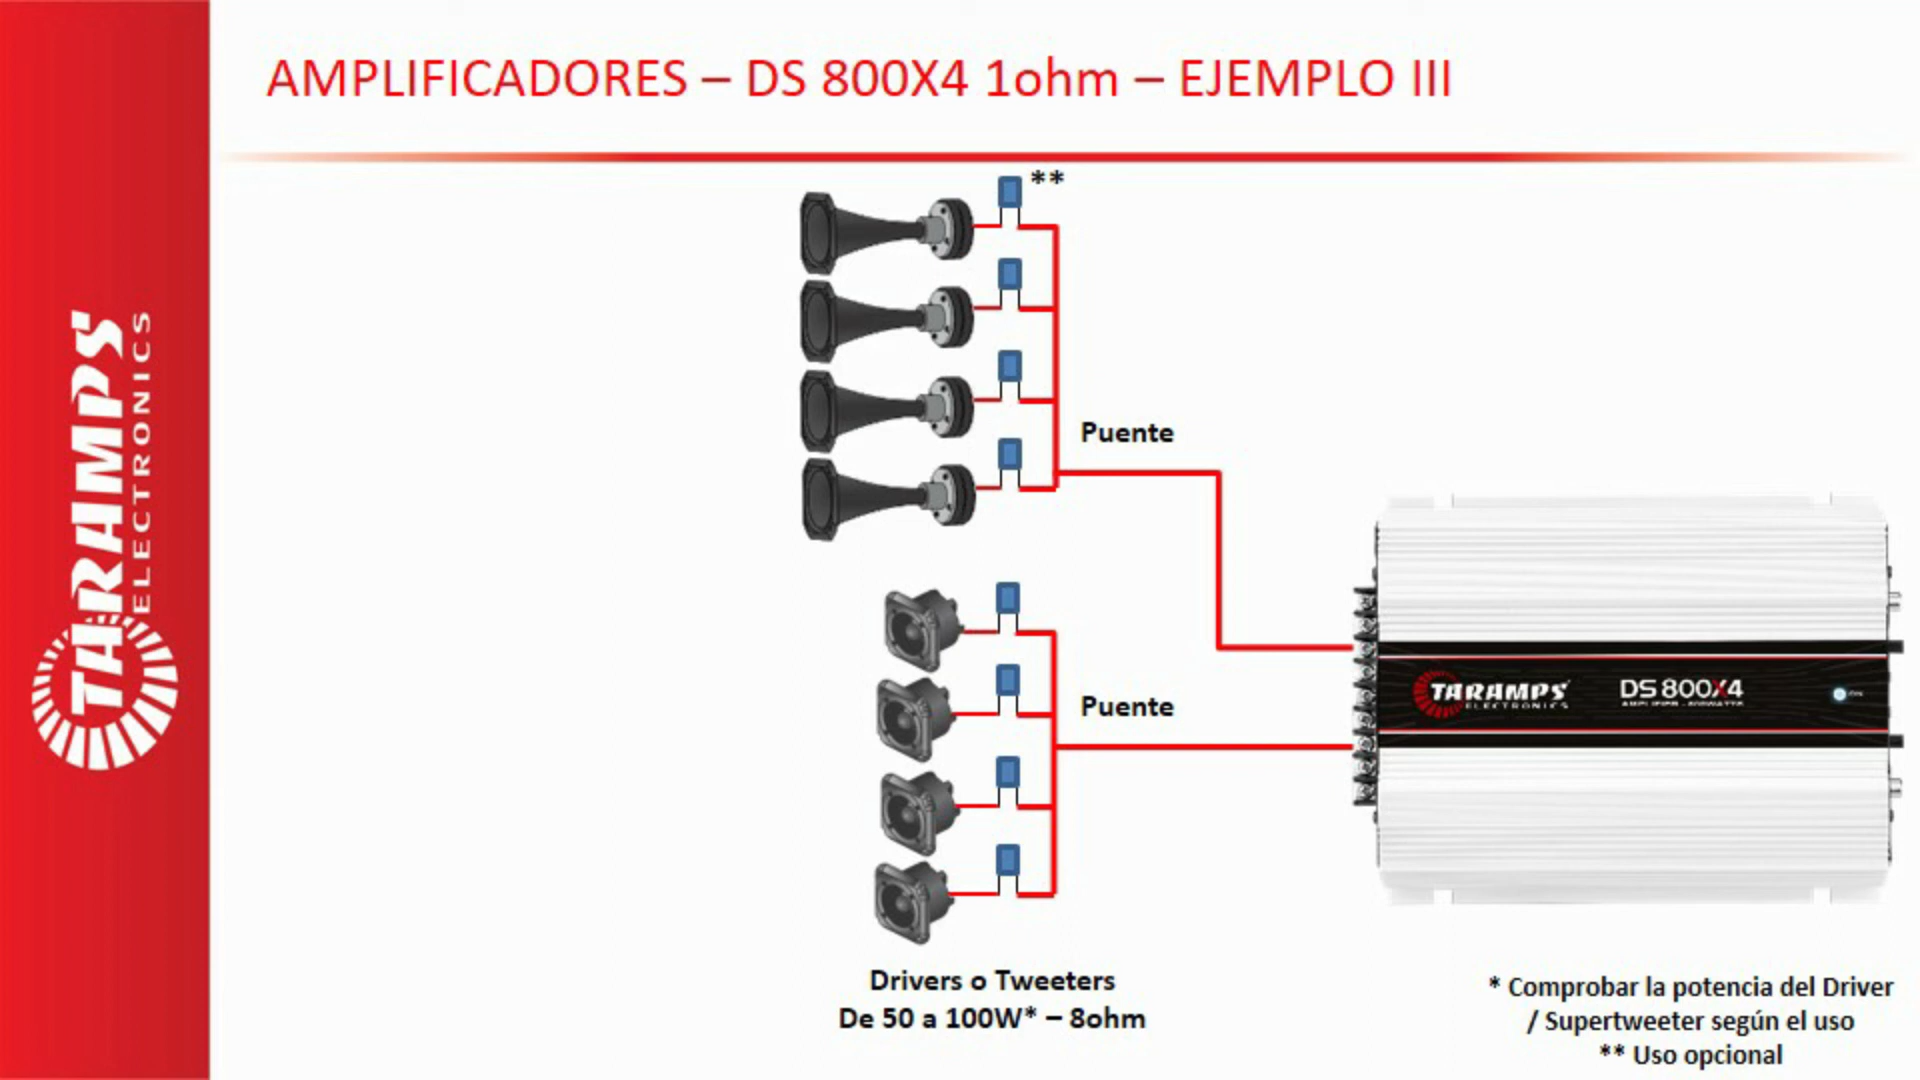 AMPLIFICADORES – DS 800X4 1ohm – EJEMPLO III
**
Puente
Puente
TARAMPS
ELECTRONICS
TARAMPS
ELECTRONICS
DS 800X4
Drivers o Tweeters
De 50 a 100W* – 8ohm
* Comprobar la potencia del Driver
/ Supertweeter según el uso
** Uso opcional